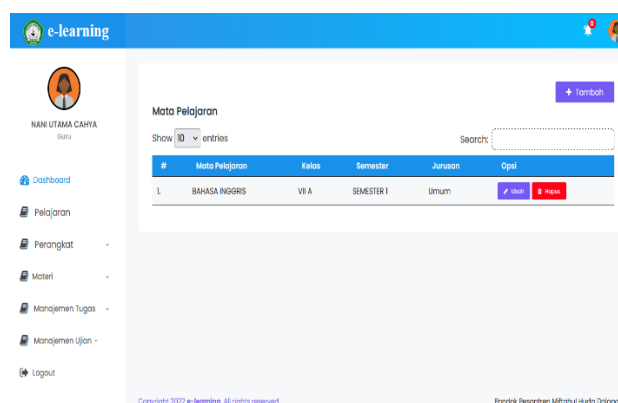 e-learning
0
NANI UTAMA CAHYA
Guru
Dashboard
Pelajaran
Perangkat
Materi
Manajemen Tugas
Manajemen Ujian
Logout
+ Tambah
Mata Pelajaran
Show 10 entries
Search:
# Mata Pelajaran Kelas Semester Jurusan Opsi
1. BAHASA INGGRIS VII A SEMESTER 1 Umum Ubah Hapus
Copyright 2022 e-learning. All rights reserved.
Pondok Pesantren Miftahul Huda Dolong